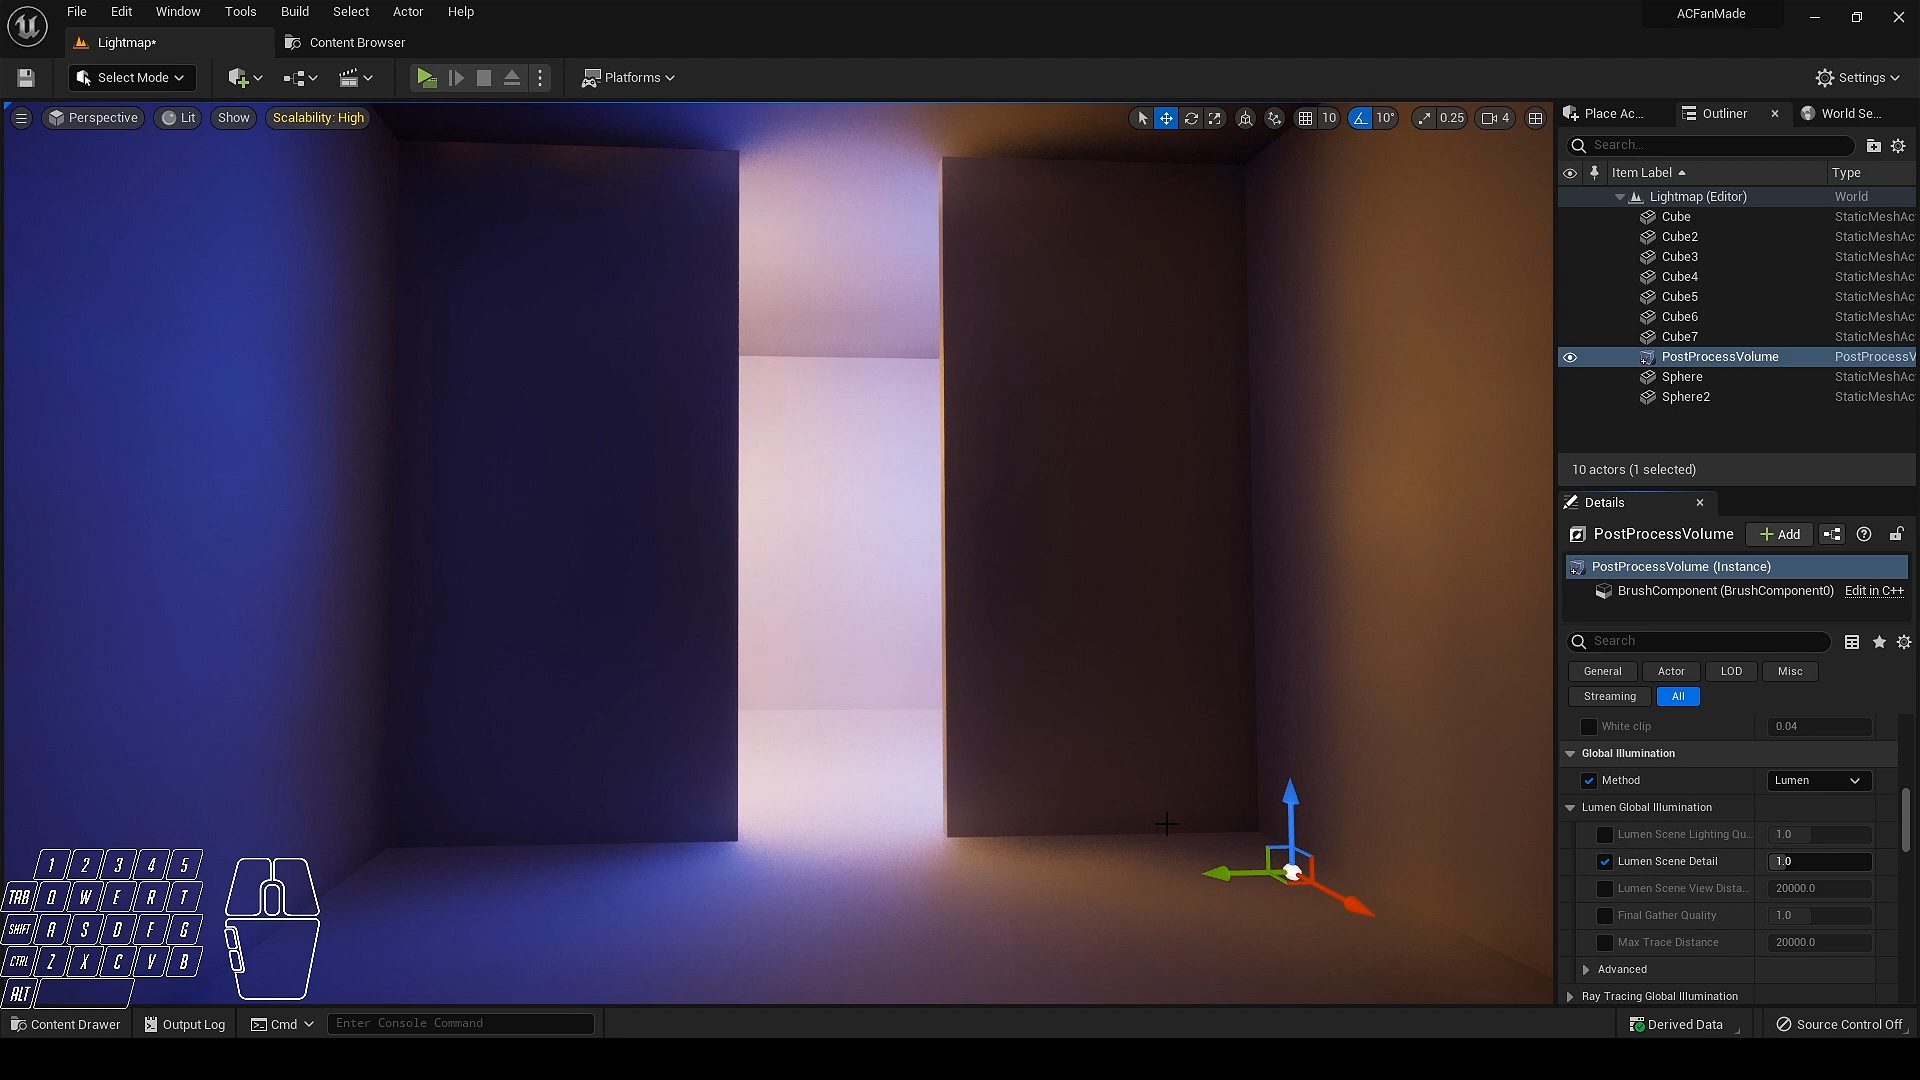 File Edit Window Tools Build Select Actor Help
ACFanMade
Lightmap*
Content Browser
Select Mode
Platforms
Settings
Perspective
Lit
Show
Scalability: High
10
10°
0.25
4
Place Ac...
Outliner
World Se...
Search...
Item Label
Type
Lightmap (Editor) World
Cube StaticMeshAc
Cube2 StaticMeshAc
Cube3 StaticMeshAc
Cube4 StaticMeshAc
Cube5 StaticMeshAc
Cube6 StaticMeshAc
Cube7 StaticMeshAc
PostProcessVolume PostProcessV
Sphere StaticMeshAc
Sphere2 StaticMeshAc
10 actors (1 selected)
Details
PostProcessVolume
Add
PostProcessVolume (Instance)
BrushComponent (BrushComponent0) Edit in C++
Search
General Actor LOD Misc
Streaming All
White clip 0.04
Global Illumination
Method Lumen
Lumen Global Illumination
Lumen Scene Lighting Qu... 1.0
Lumen Scene Detail 1.0
Lumen Scene View Dista... 20000.0
Final Gather Quality 1.0
Max Trace Distance 20000.0
Advanced
Ray Tracing Global Illumination
1 2 3 4 5
TAB Q W E R T
SHIFT A S D F G
CTRL Z X C V B
ALT
Content Drawer
Output Log
Cmd
Enter Console Command
Derived Data
Source Control Off